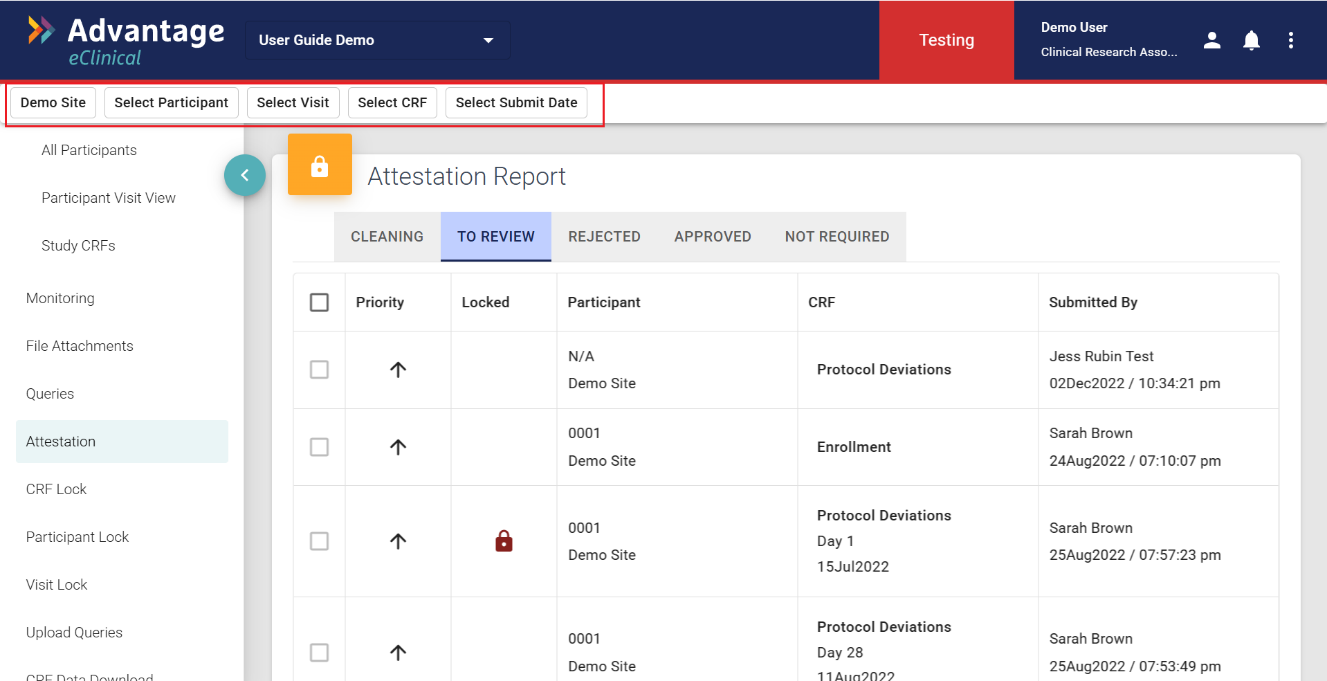 Advantage
eClinical
User Guide Demo
Testing
Demo User
Clinical Research Asso...
Demo Site
Select Participant
Select Visit
Select CRF
Select Submit Date
All Participants
Participant Visit View
Study CRFs
Monitoring
File Attachments
Queries
Attestation
CRF Lock
Participant Lock
Visit Lock
Upload Queries
CRF Data Download
Attestation Report
CLEANING
TO REVIEW
REJECTED
APPROVED
NOT REQUIRED
Priority
Locked
Participant
CRF
Submitted By
N/A
Demo Site
Protocol Deviations
Jess Rubin Test
02Dec2022 / 10:34:21 pm
0001
Demo Site
Enrollment
Sarah Brown
24Aug2022 / 07:10:07 pm
0001
Demo Site
Protocol Deviations
Day 1
15Jul2022
Sarah Brown
25Aug2022 / 07:57:23 pm
0001
Demo Site
Protocol Deviations
Day 28
11Aug2022
Sarah Brown
25Aug2022 / 07:53:49 pm